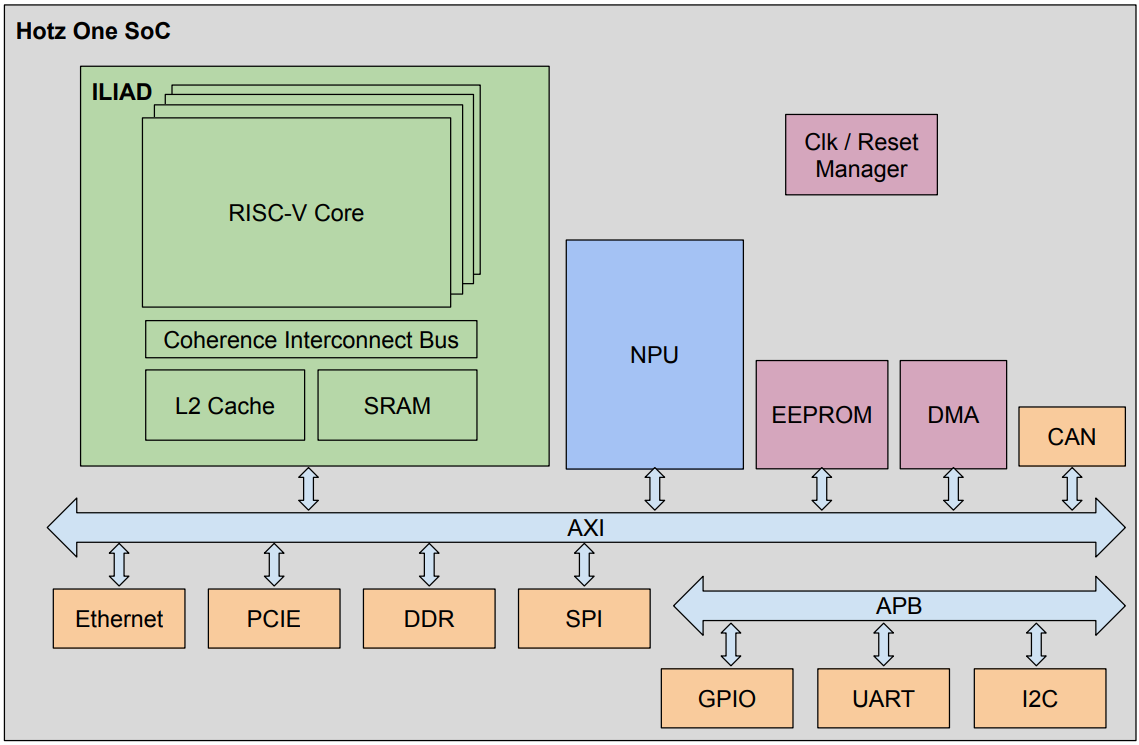 Hotz One SoC
ILIAD
RISC-V Core
Coherence Interconnect Bus
L2 Cache
SRAM
Clk / Reset
Manager
NPU
EEPROM
DMA
CAN
AXI
Ethernet
PCIE
DDR
SPI
APB
GPIO
UART
I2C